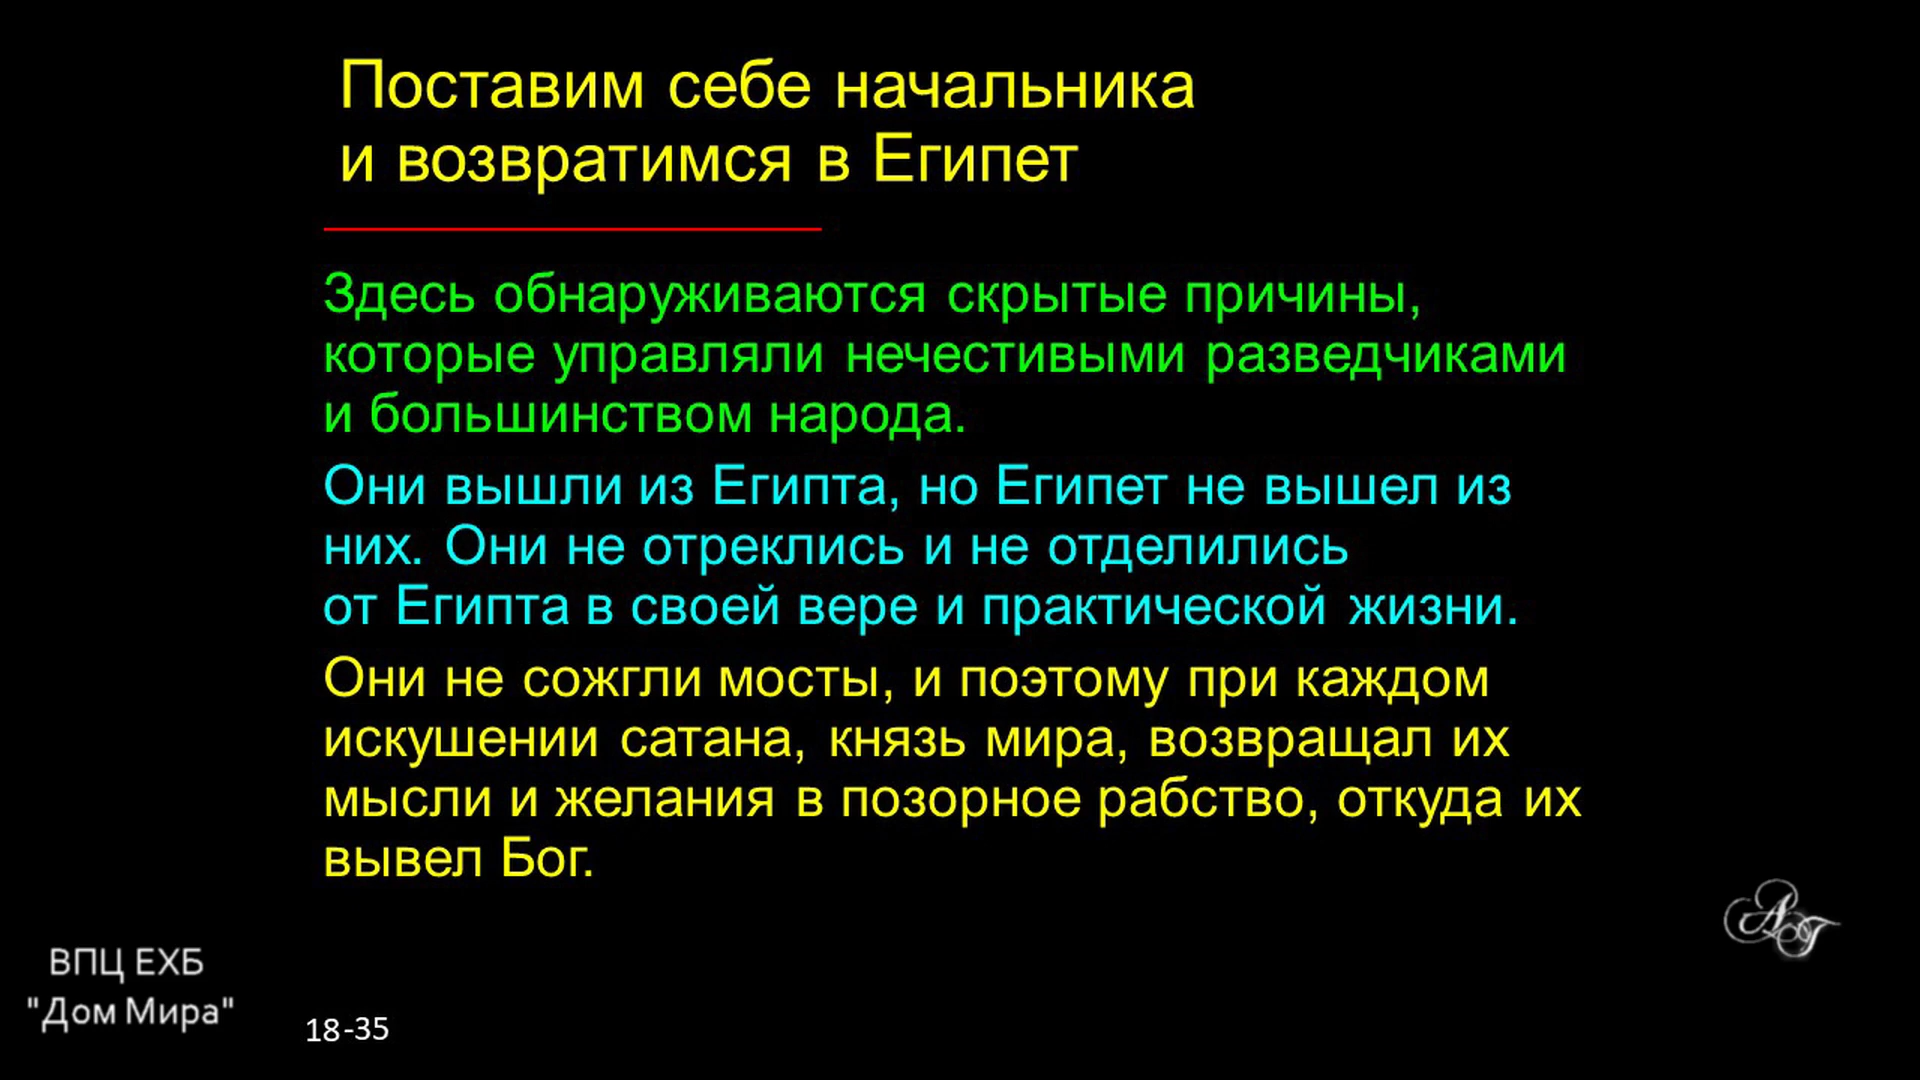 Поставим себе начальника
и возвратимся в Египет
Здесь обнаруживаются скрытые причины,
которые управляли нечестивыми разведчиками
и большинством народа.
Они вышли из Египта, но Египет не вышел из
них. Они не отреклись и не отделились
от Египта в своей вере и практической жизни.
Они не сожгли мосты, и поэтому при каждом
искушении сатана, князь мира, возвращал их
мысли и желания в позорное рабство, откуда их
вывел Бог.
АГ
ВПЦ ЕХБ
"Дом Мира"
18-35